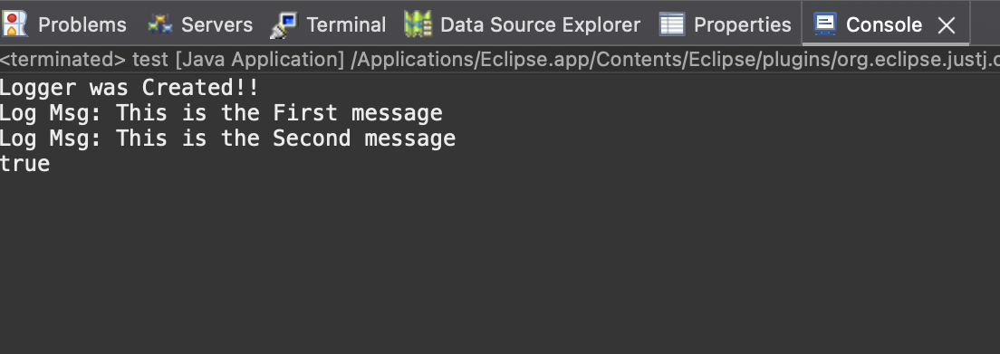 Problems Servers Terminal Data Source Explorer Properties Console
<terminated> test [Java Application] /Applications/Eclipse.app/Contents/Eclipse/plugins/org.eclipse.justj.o
Logger was Created!!
Log Msg: This is the First message
Log Msg: This is the Second message
true